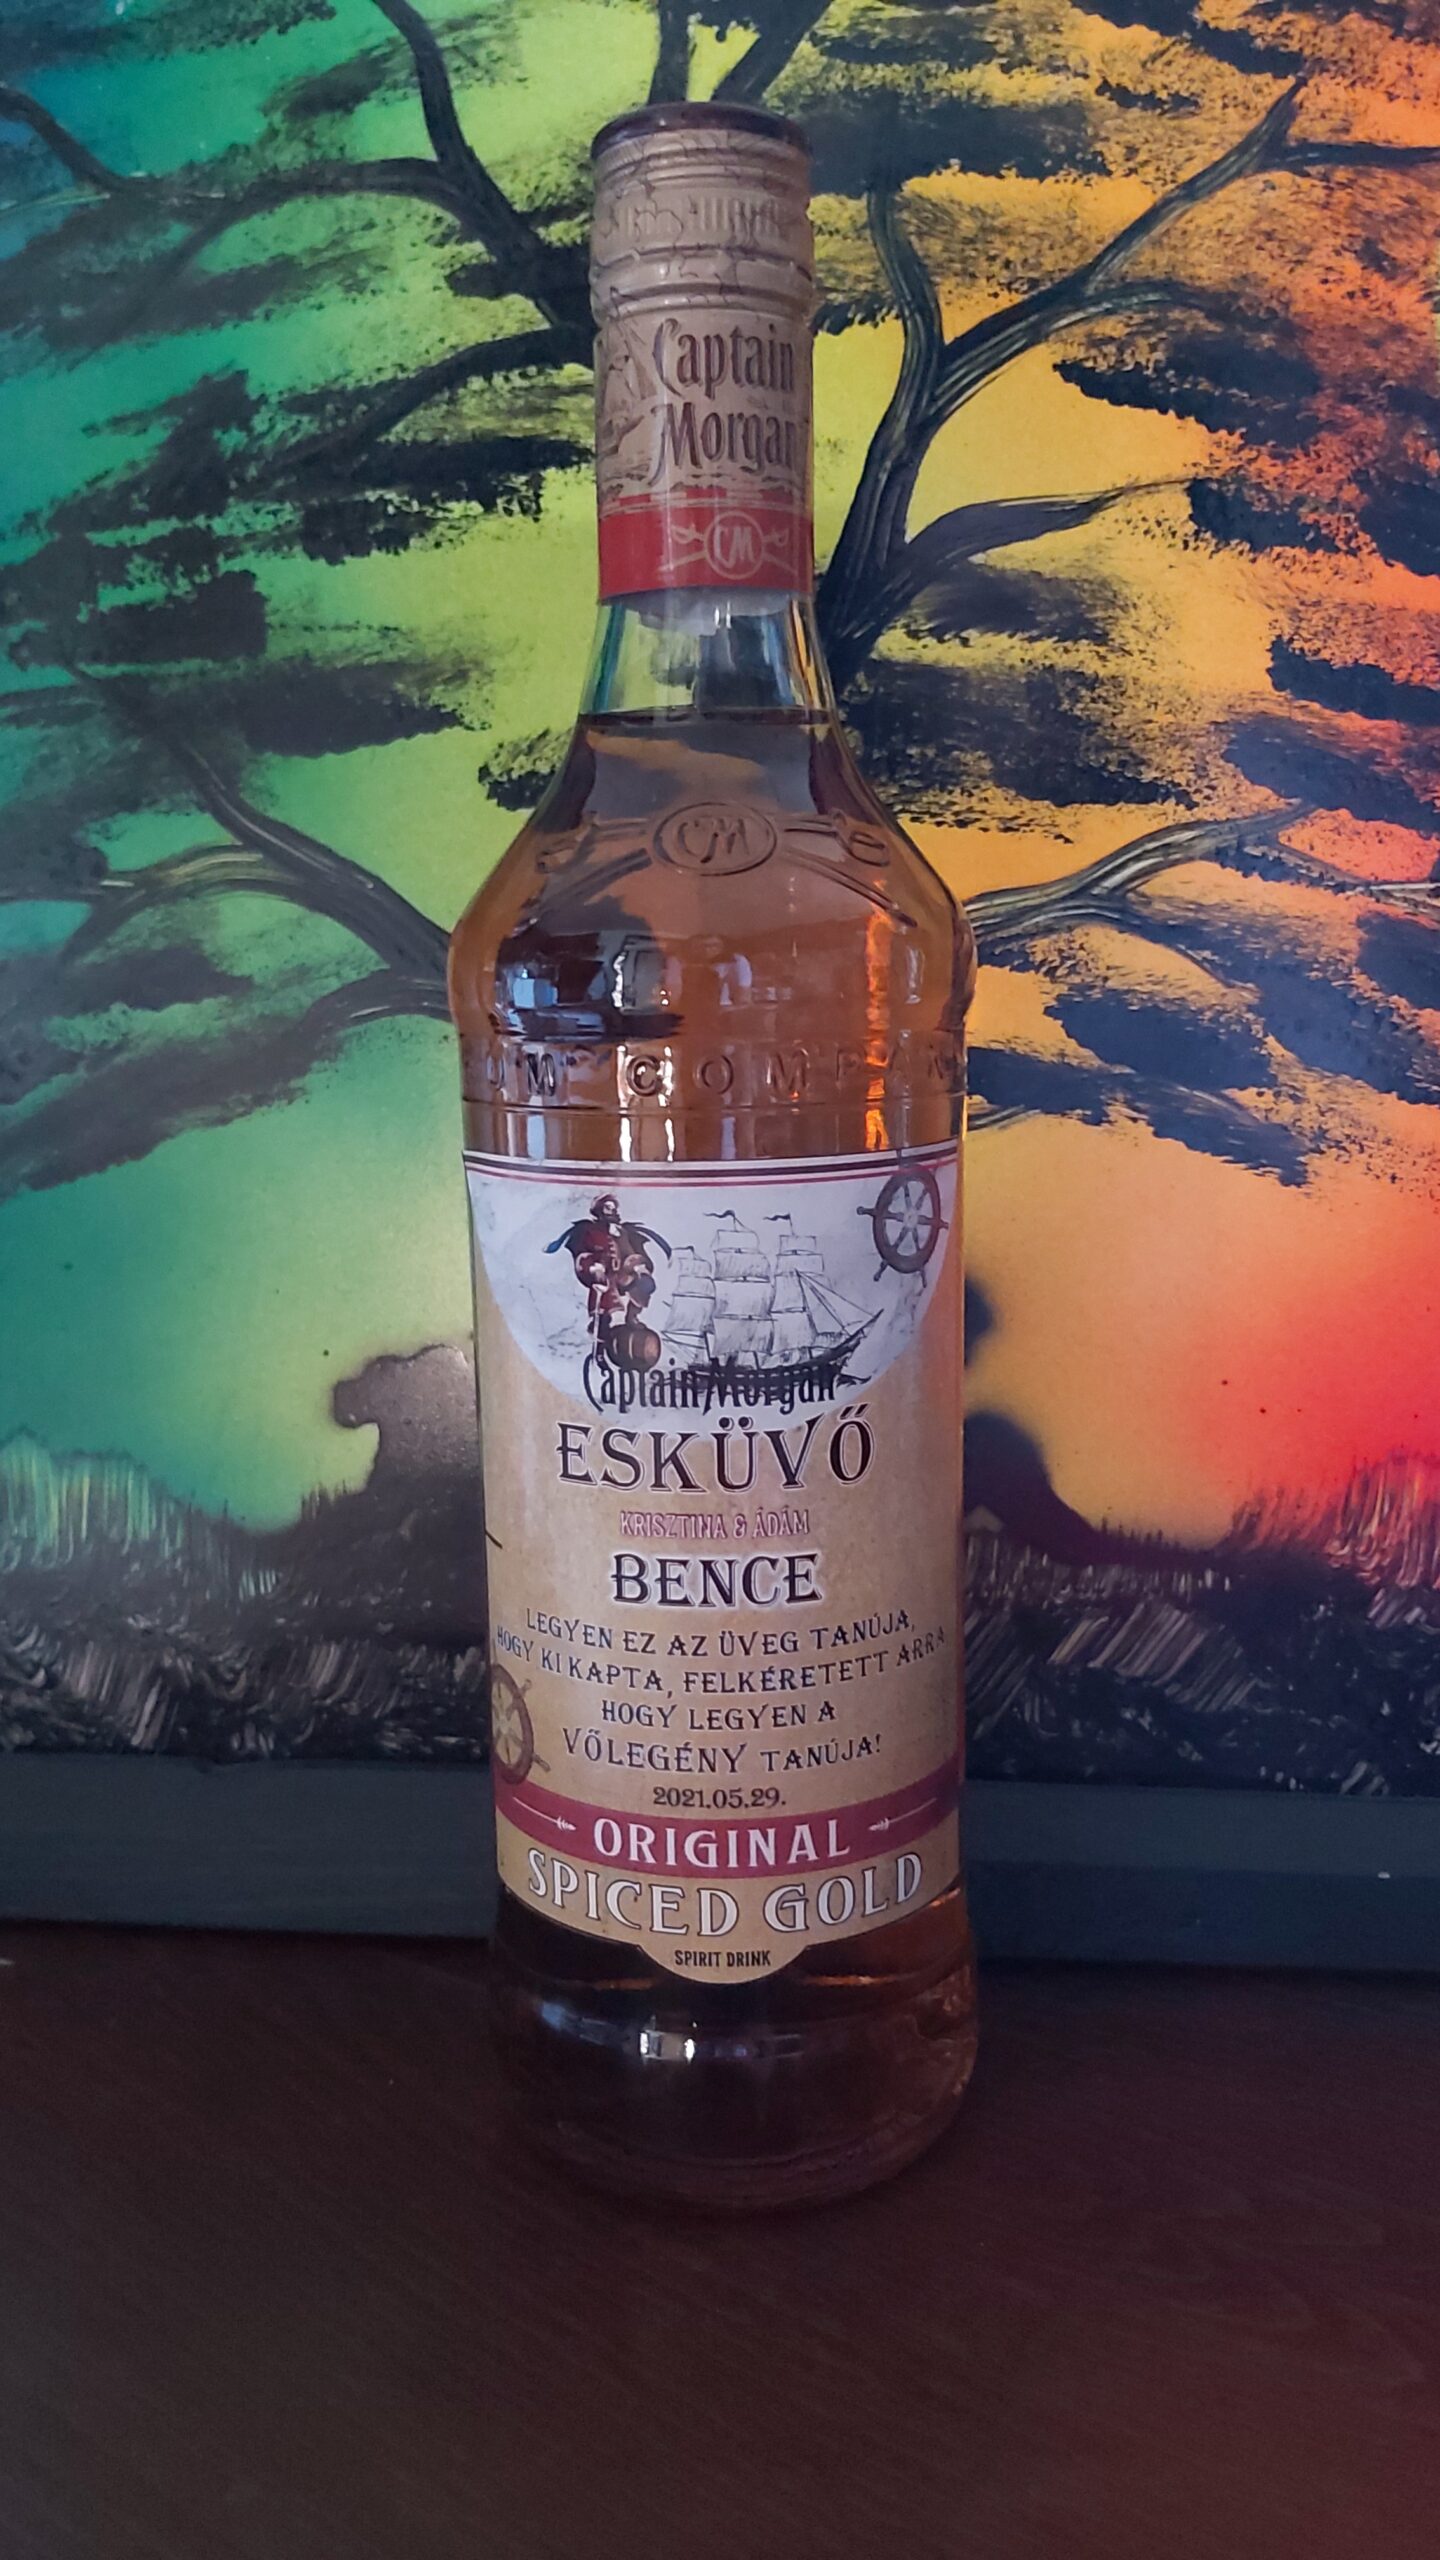 Captain
Morgan
CM
CM
COMPAN
Captain Morgan
ESKÜVŐ
KRISZTINA & ÁDÁM
BENCE
LEGYEN EZ AZ ÜVEG TANÚJA,
HOGY KI KAPTA, FELKÉRETETT ARRA
HOGY LEGYEN A
VŐLEGÉNY TANÚJA!
2021.05.29.
ORIGINAL
SPICED GOLD
SPIRIT DRINK